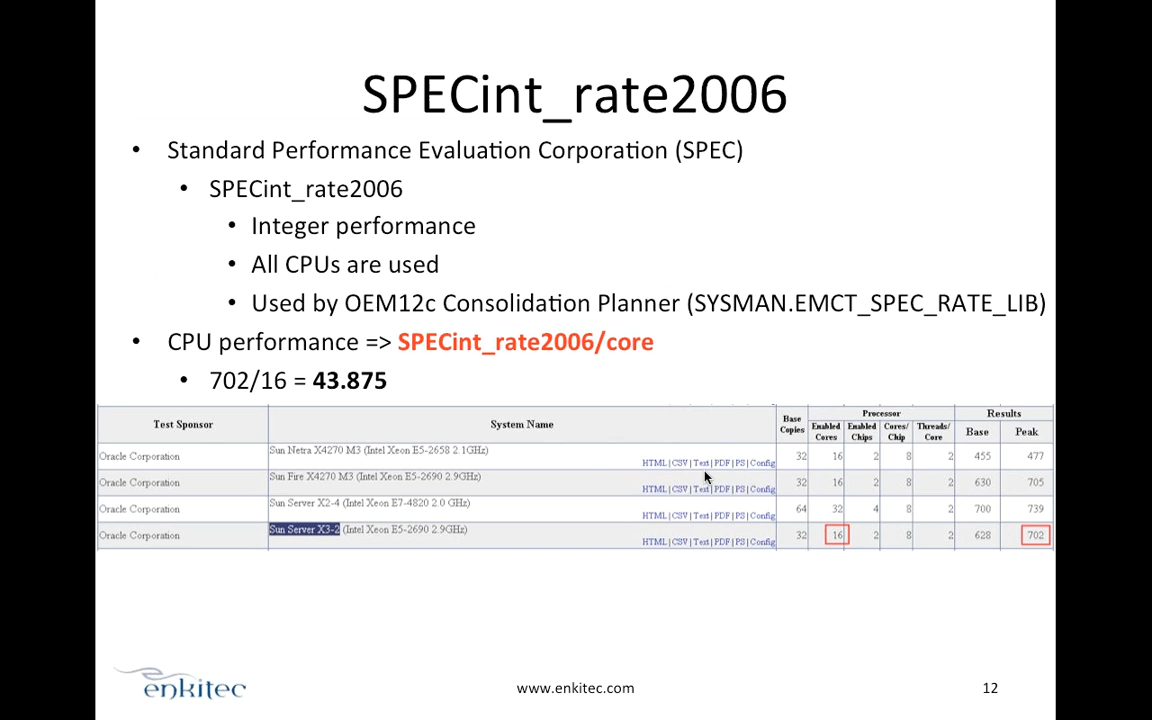 SPECint_rate2006
• Standard Performance Evaluation Corporation (SPEC)
• SPECint_rate2006
• Integer performance
• All CPUs are used
• Used by OEM12c Consolidation Planner (SYSMAN.EMCT_SPEC_RATE_LIB)
• CPU performance => SPECint_rate2006/core
• 702/16 = 43.875
Test Sponsor System Name Base Copies Processor Results
Enabled Cores Enabled Chips Cores/Chip Threads/Core Base Peak
Oracle Corporation Sun Netra X4270 M3 (Intel Xeon E5-2658 2.1GHz) 32 16 2 8 2 455 477
HTML | CSV | Text | PDF | PS | Config
Oracle Corporation Sun Fire X4270 M3 (Intel Xeon E5-2690 2.9GHz) 32 16 2 8 2 630 705
HTML | CSV | Text | PDF | PS | Config
Oracle Corporation Sun Server X2-4 (Intel Xeon E7-4820 2.0 GHz) 64 32 4 8 2 700 739
HTML | CSV | Text | PDF | PS | Config
Oracle Corporation Sun Server X3-2 (Intel Xeon E5-2690 2.9GHz) 32 16 2 8 2 628 702
HTML | CSV | Text | PDF | PS | Config
enkitec www.enkitec.com 12